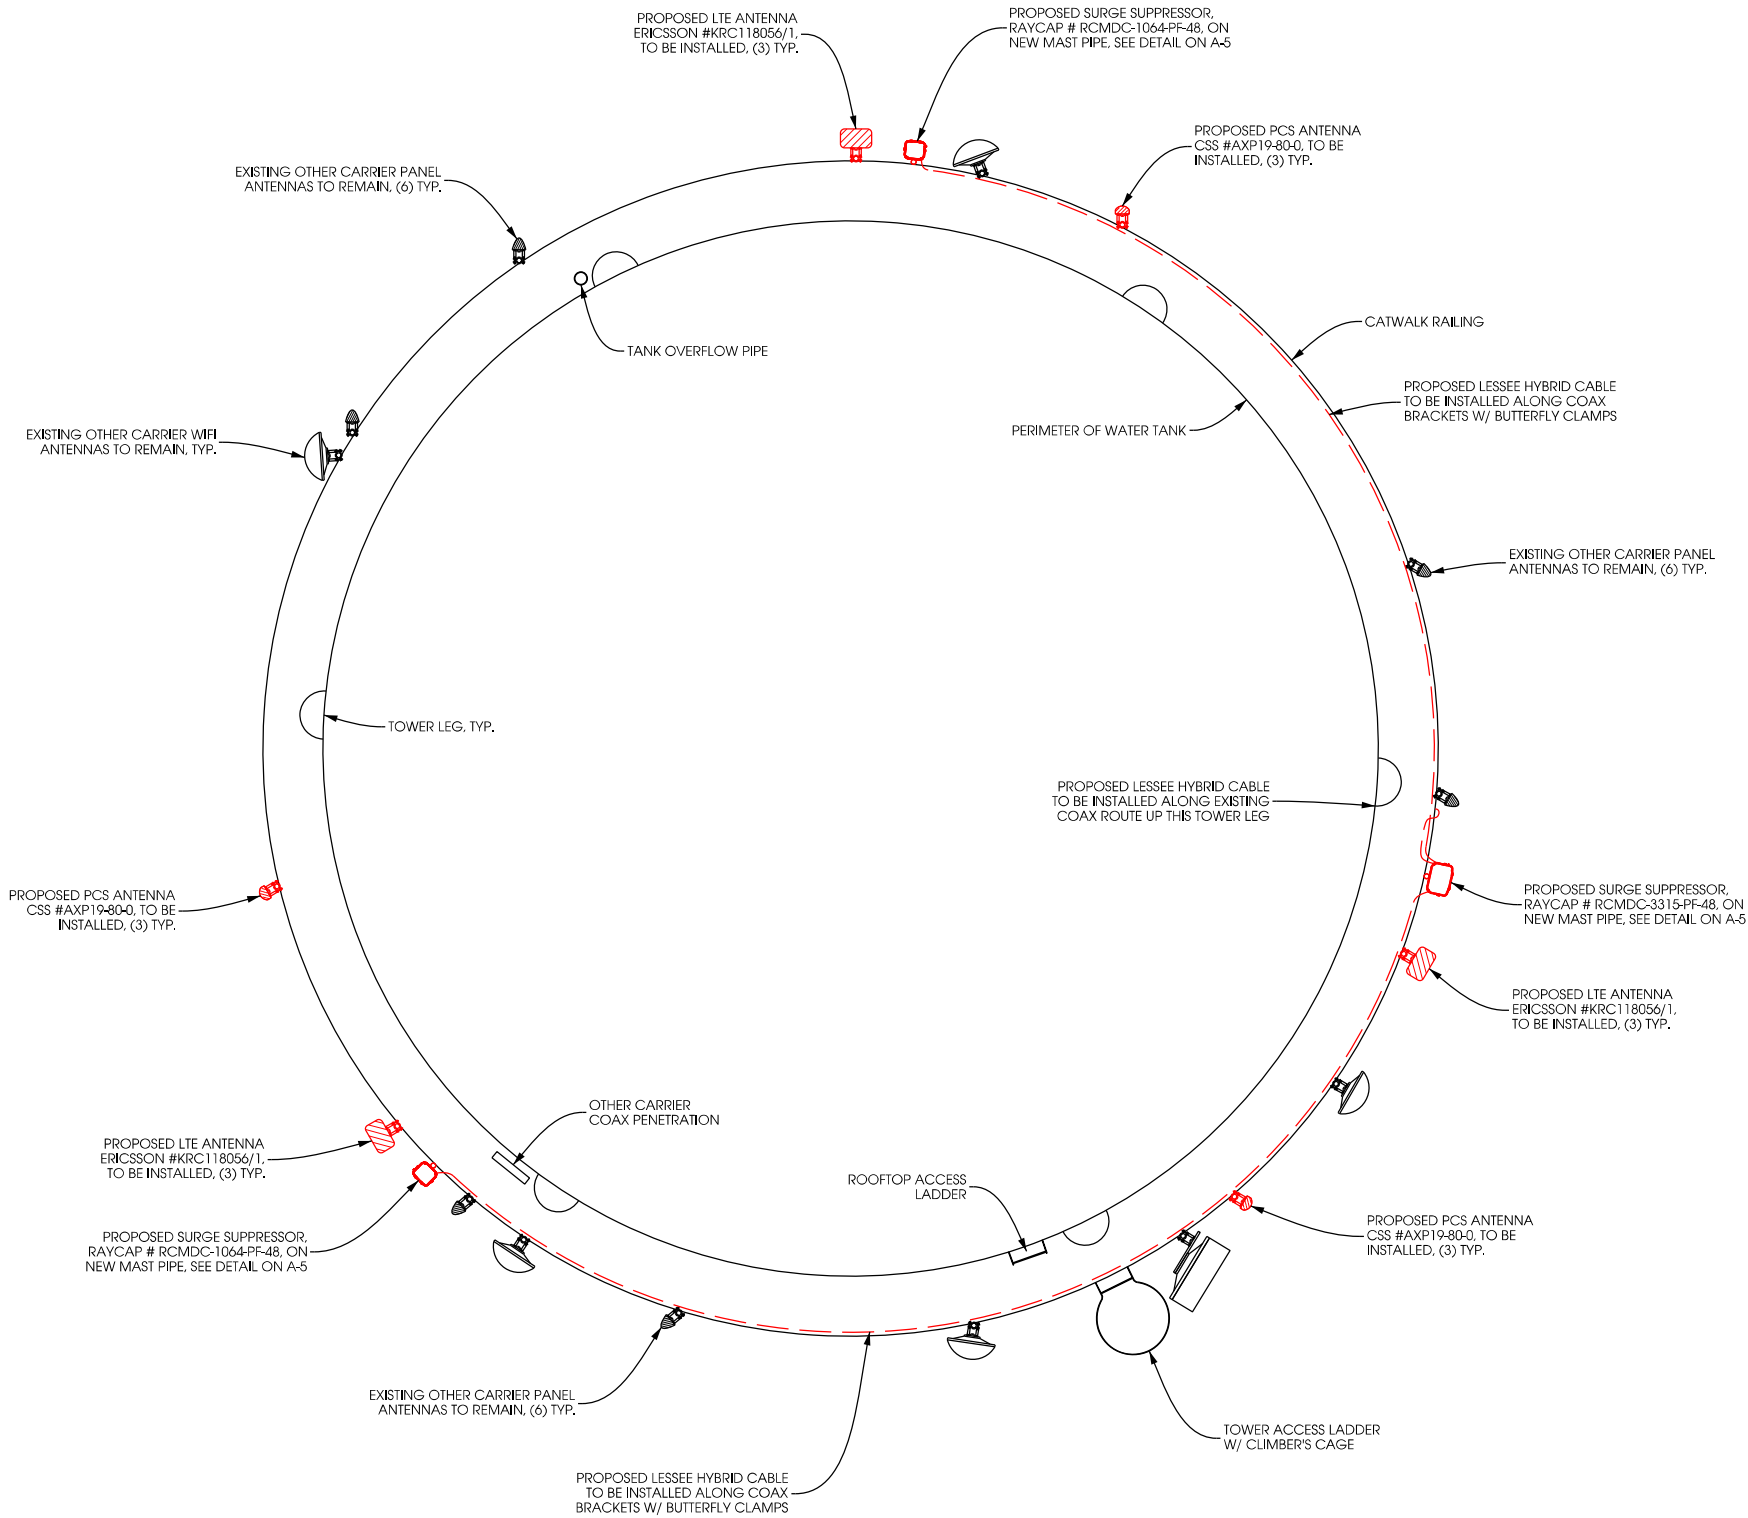 PROPOSED LTE ANTENNA
ERICSSON #KRC118056/1,
TO BE INSTALLED, (3) TYP.
PROPOSED SURGE SUPPRESSOR,
RAYCAP # RCMDC-1064-PF-48, ON
NEW MAST PIPE, SEE DETAIL ON A-5
PROPOSED PCS ANTENNA
CSS #AXP19-80-0, TO BE
INSTALLED, (3) TYP.
EXISTING OTHER CARRIER PANEL
ANTENNAS TO REMAIN, (6) TYP.
CATWALK RAILING
TANK OVERFLOW PIPE
PROPOSED LESSEE HYBRID CABLE
TO BE INSTALLED ALONG COAX
BRACKETS W/ BUTTERFLY CLAMPS
EXISTING OTHER CARRIER WIFI
ANTENNAS TO REMAIN, TYP.
PERIMETER OF WATER TANK
EXISTING OTHER CARRIER PANEL
ANTENNAS TO REMAIN, (6) TYP.
TOWER LEG, TYP.
PROPOSED LESSEE HYBRID CABLE
TO BE INSTALLED ALONG EXISTING
COAX ROUTE UP THIS TOWER LEG
PROPOSED PCS ANTENNA
CSS #AXP19-80-0, TO BE
INSTALLED, (3) TYP.
PROPOSED SURGE SUPPRESSOR,
RAYCAP # RCMDC-3315-PF-48, ON
NEW MAST PIPE, SEE DETAIL ON A-5
PROPOSED LTE ANTENNA
ERICSSON #KRC118056/1,
TO BE INSTALLED, (3) TYP.
OTHER CARRIER
COAX PENETRATION
PROPOSED LTE ANTENNA
ERICSSON #KRC118056/1,
TO BE INSTALLED, (3) TYP.
ROOFTOP ACCESS
LADDER
PROPOSED PCS ANTENNA
CSS #AXP19-80-0, TO BE
INSTALLED, (3) TYP.
PROPOSED SURGE SUPPRESSOR,
RAYCAP # RCMDC-1064-PF-48, ON
NEW MAST PIPE, SEE DETAIL ON A-5
EXISTING OTHER CARRIER PANEL
ANTENNAS TO REMAIN, (6) TYP.
TOWER ACCESS LADDER
W/ CLIMBER'S CAGE
PROPOSED LESSEE HYBRID CABLE
TO BE INSTALLED ALONG COAX
BRACKETS W/ BUTTERFLY CLAMPS